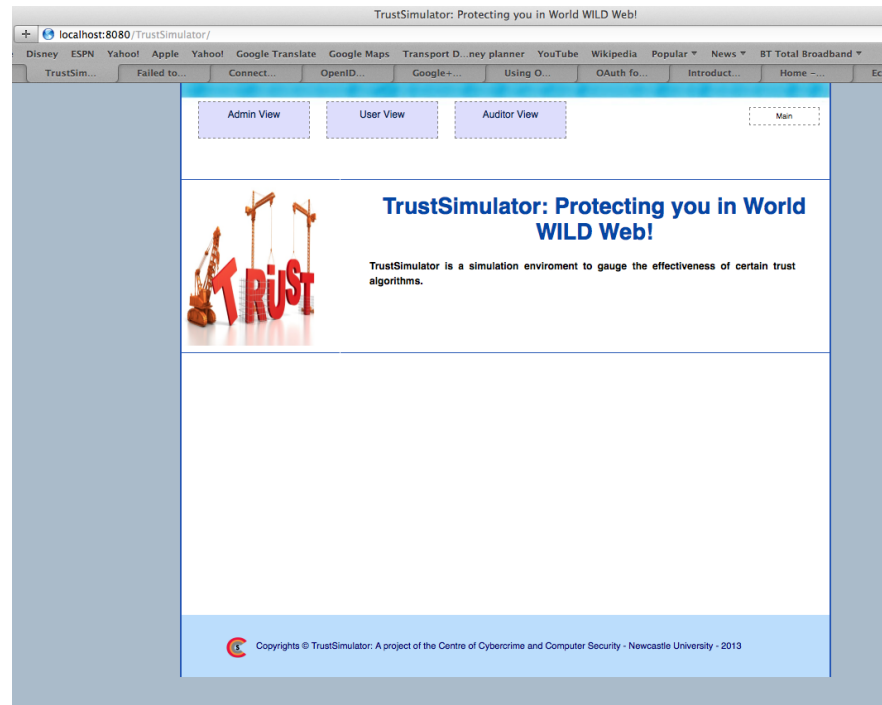 TrustSimulator: Protecting you in World WILD Web!
localhost:8080/TrustSimulator/
Disney ESPN Yahoo! Apple Yahoo! Google Translate Google Maps Transport D...ney planner YouTube Wikipedia Popular News BT Total Broadband
TrustSim... Failed to... Connect... OpenID... Google+... Using O... OAuth fo... Introduct... Home –... Ec
Admin View User View Auditor View Main
TRUST
TrustSimulator: Protecting you in World
WILD Web!
TrustSimulator is a simulation enviroment to gauge the effectiveness of certain trust
algorithms.
Copyrights © TrustSimulator: A project of the Centre of Cybercrime and Computer Security - Newcastle University - 2013